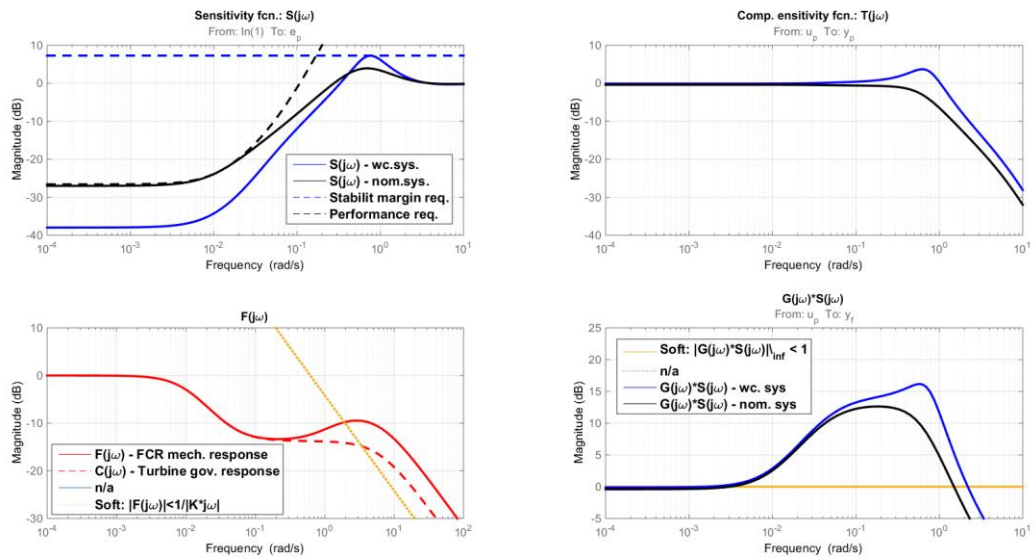 Sensitivity fcn.: S(jω)
From: In(1) To: e_p
Magnitude (dB)
10
0
-10
-20
-30
-40
S(jω) - wc.sys.
S(jω) - nom.sys.
Stabilit margin req.
Performance req.
10^-4
10^-3
10^-2
10^-1
10^0
10^1
Frequency (rad/s)
Comp. ensitivity fcn.: T(jω)
From: u_p To: y_p
Magnitude (dB)
10
0
-10
-20
-30
-40
10^-4
10^-3
10^-2
10^-1
10^0
10^1
Frequency (rad/s)
F(jω)
Magnitude (dB)
10
0
-10
-20
-30
F(jω) - FCR mech. response
C(jω) - Turbine gov. response
n/a
Soft: |F(jω)|<1/|K*jω|
10^-4
10^-3
10^-2
10^-1
10^0
10^1
10^2
Frequency (rad/s)
G(jω)*S(jω)
From: u_p To: y_f
Magnitude (dB)
25
20
15
10
5
0
-5
Soft: |G(jω)*S(jω)|\_inf < 1
n/a
G(jω)*S(jω) - wc. sys
G(jω)*S(jω) - nom. sys
10^-4
10^-3
10^-2
10^-1
10^0
10^1
Frequency (rad/s)